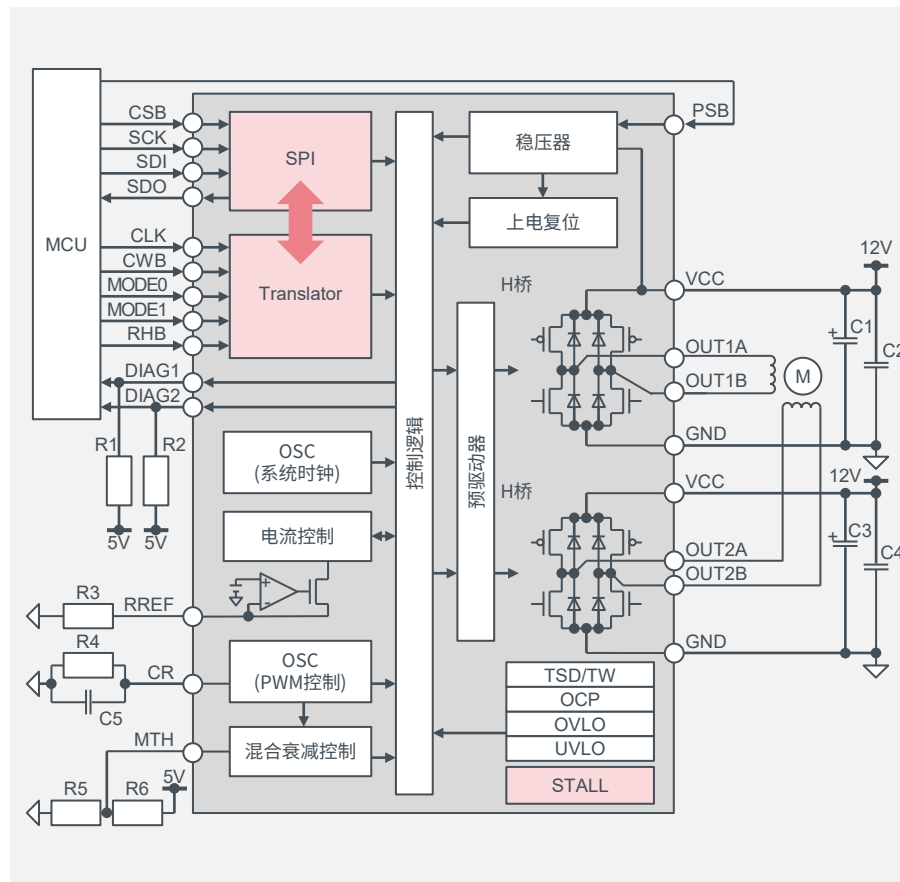 MCU
CSB
SCK
SDI
SDO
CLK
CWB
MODE0
MODE1
RHB
DIAG1
DIAG2
R1
R2
5V
5V
SPI
Translator
OSC
(系统时钟)
电流控制
R3
RREF
R4
C5
CR
OSC
(PWM控制)
MTH
混合衰减控制
R5
R6
5V
控制逻辑
稳压器
上电复位
预驱动器
H桥
H桥
PSB
VCC
12V
OUT1A
OUT1B
C1
C2
M
GND
VCC
12V
OUT2A
OUT2B
C3
C4
GND
TSD/TW
OCP
OVLO
UVLO
STALL